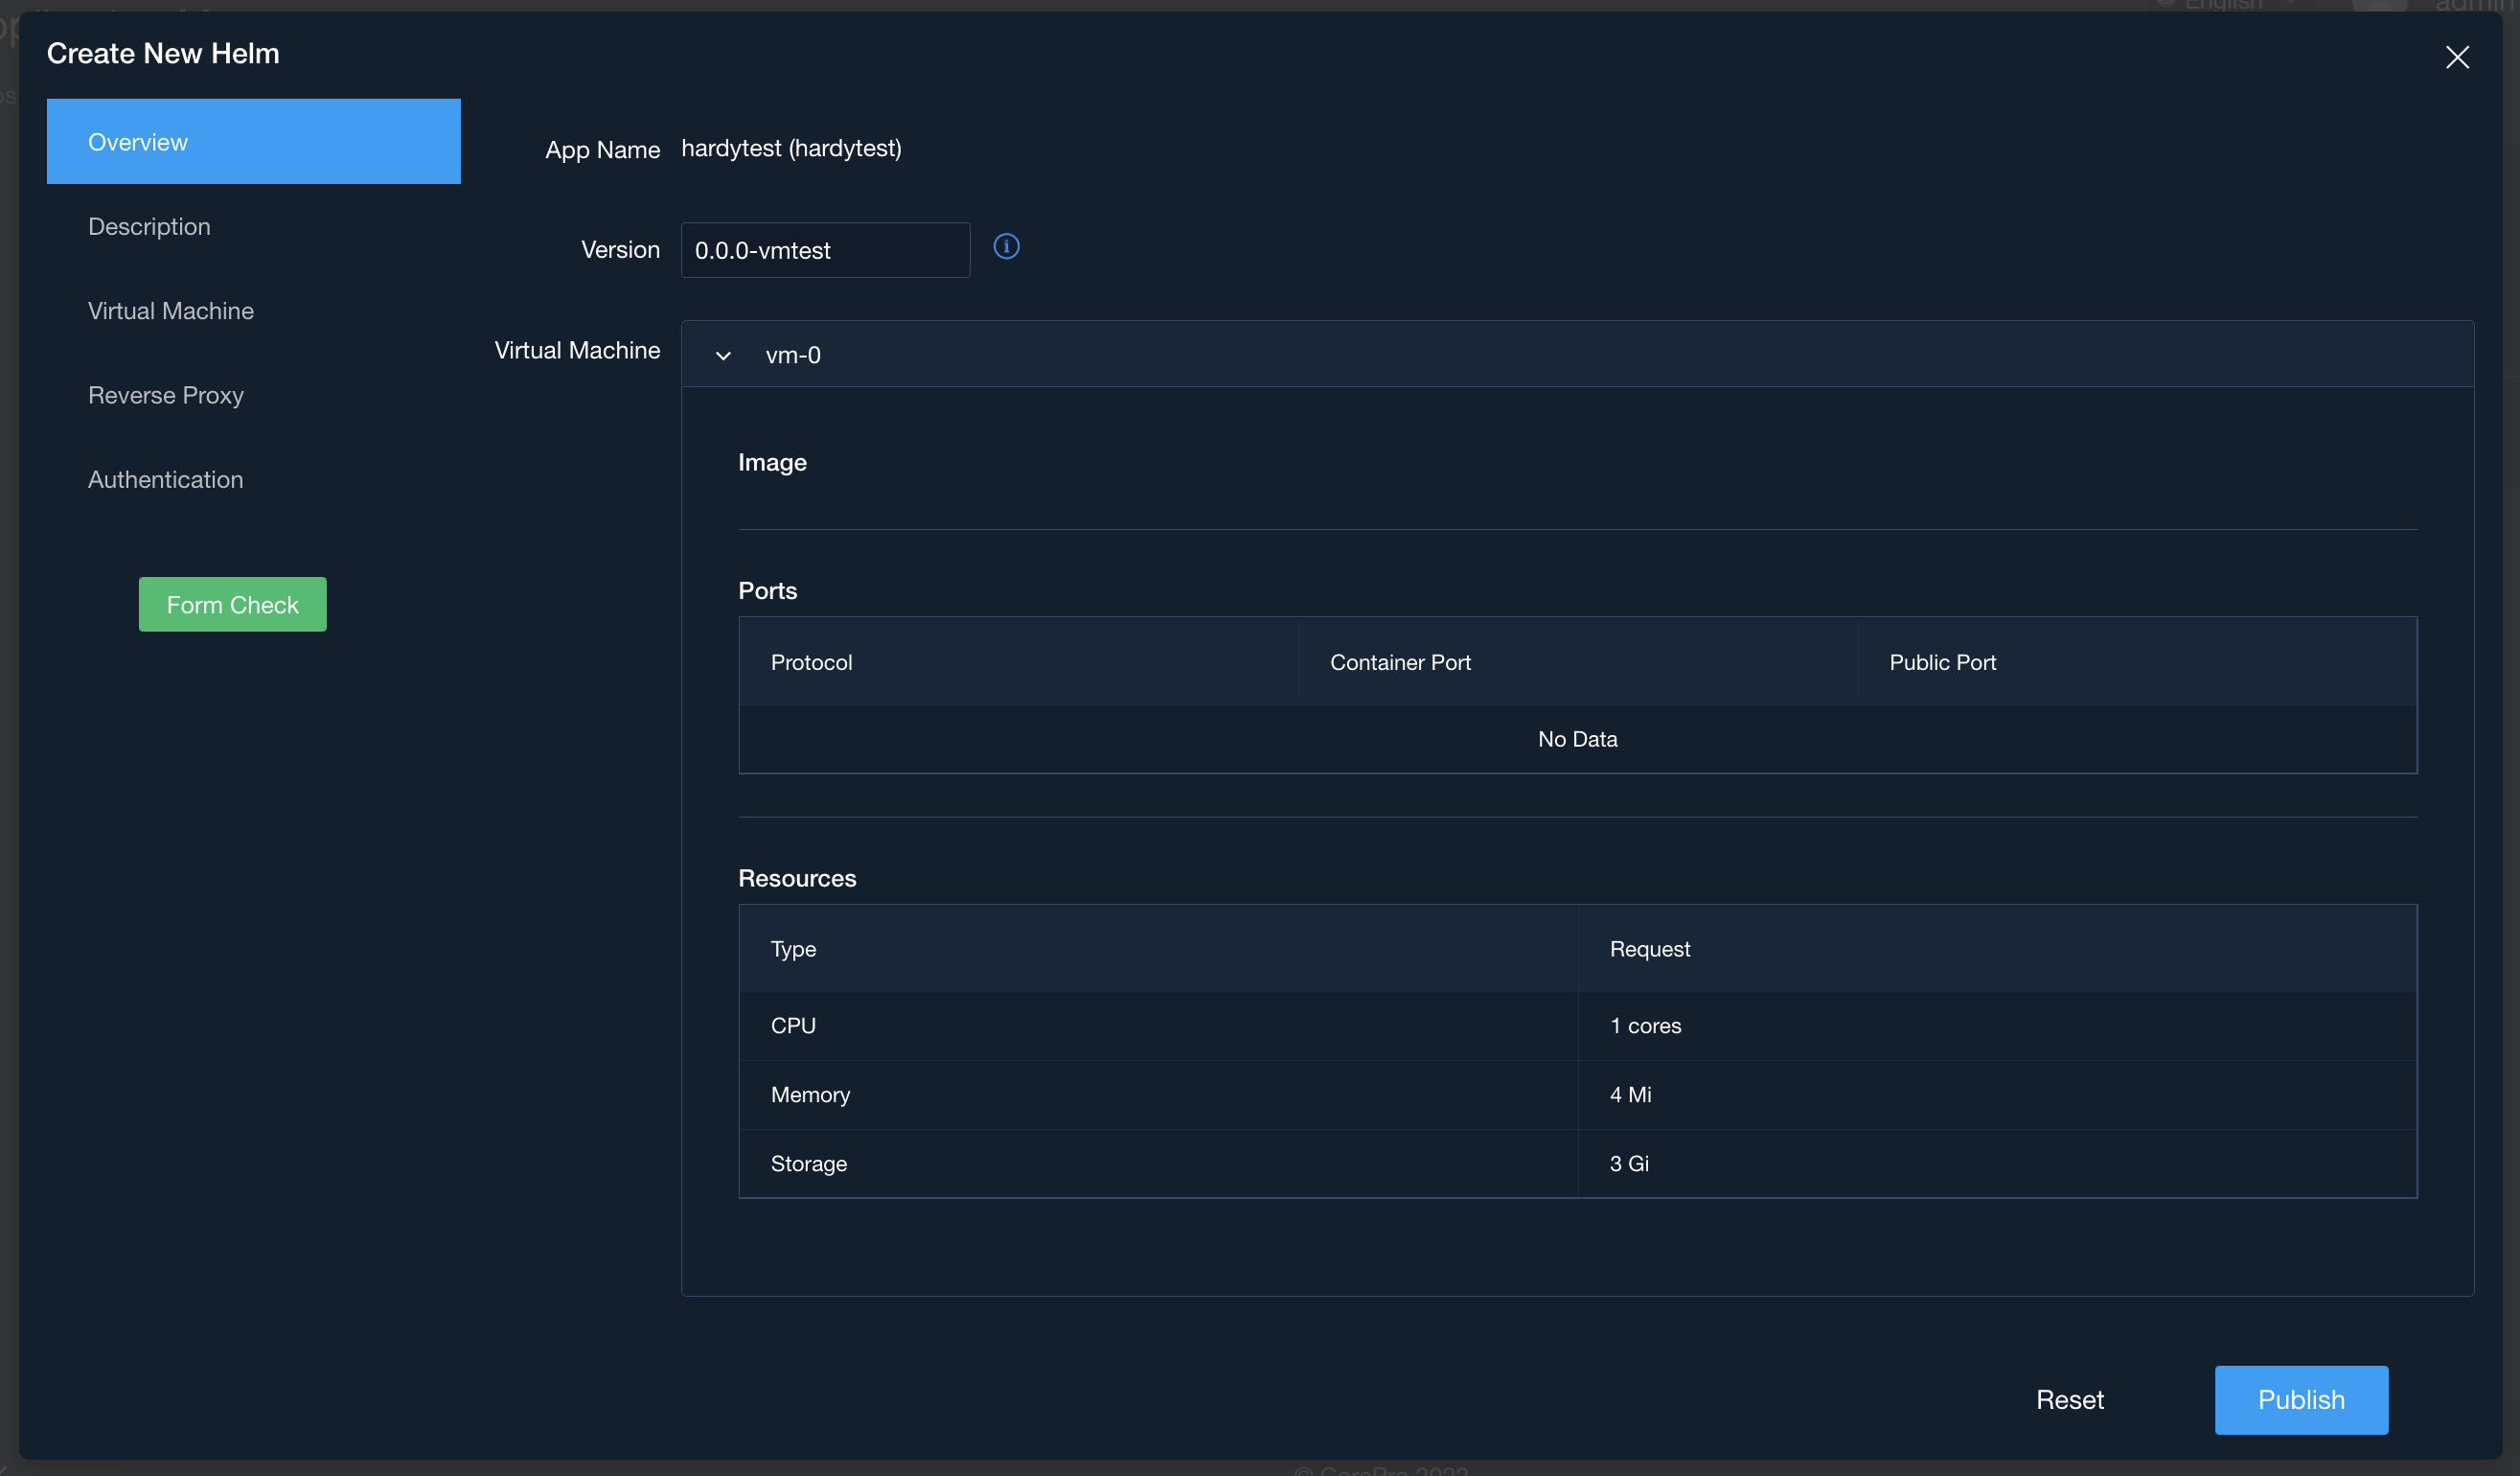 English
admin
Create New Helm
Overview
Description
Virtual Machine
Reverse Proxy
Authentication
Form Check
App Name hardytest (hardytest)
Version 0.0.0-vmtest
Virtual Machine vm-0
Image
Ports
Protocol Container Port Public Port
No Data
Resources
Type Request
CPU 1 cores
Memory 4 Mi
Storage 3 Gi
Reset Publish